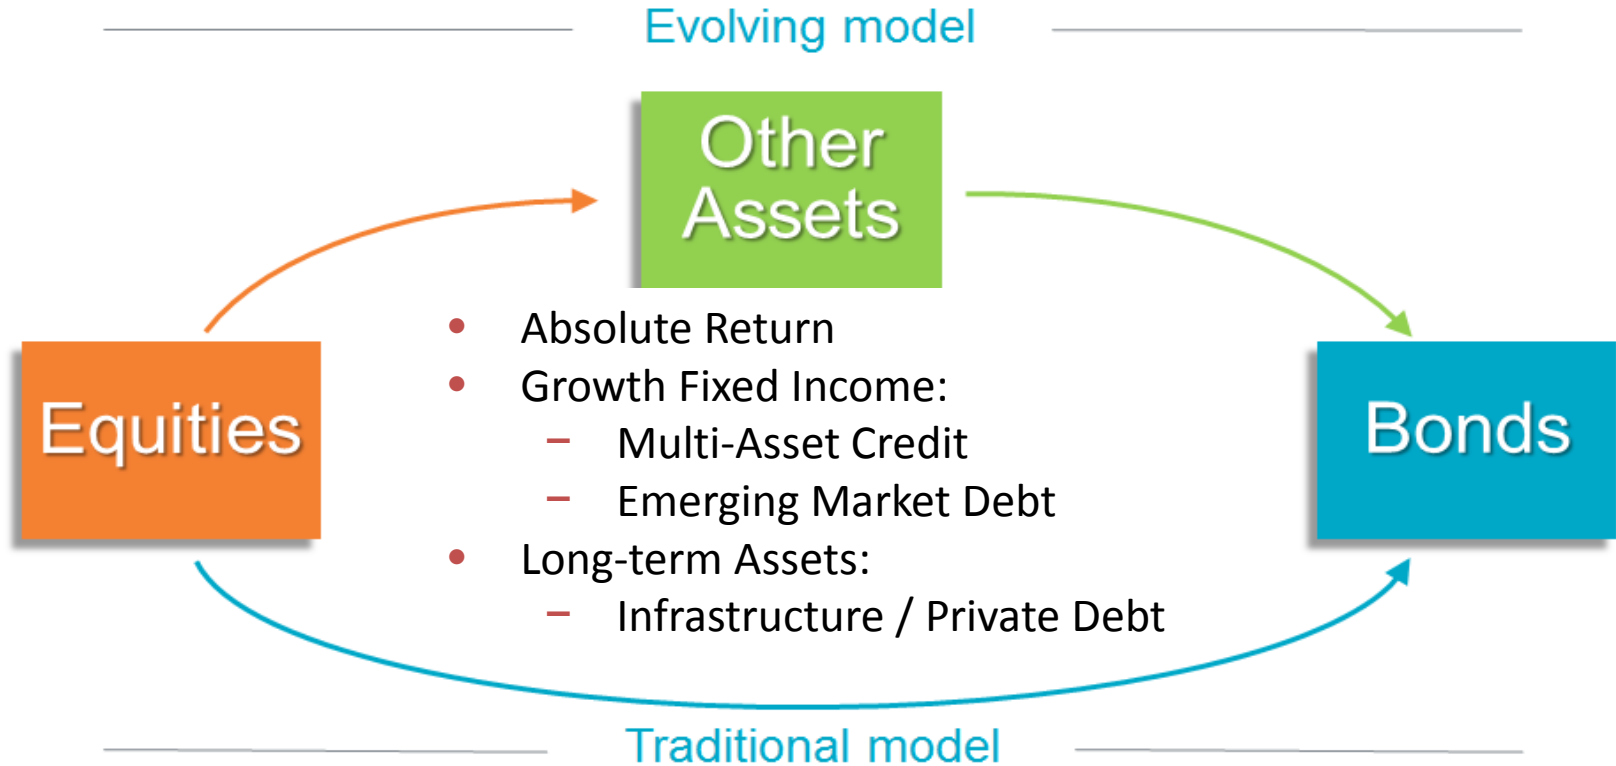 Evolving model
Other
Assets
• Absolute Return
• Growth Fixed Income:
− Multi-Asset Credit
− Emerging Market Debt
• Long-term Assets:
− Infrastructure / Private Debt
Equities
Bonds
Traditional model